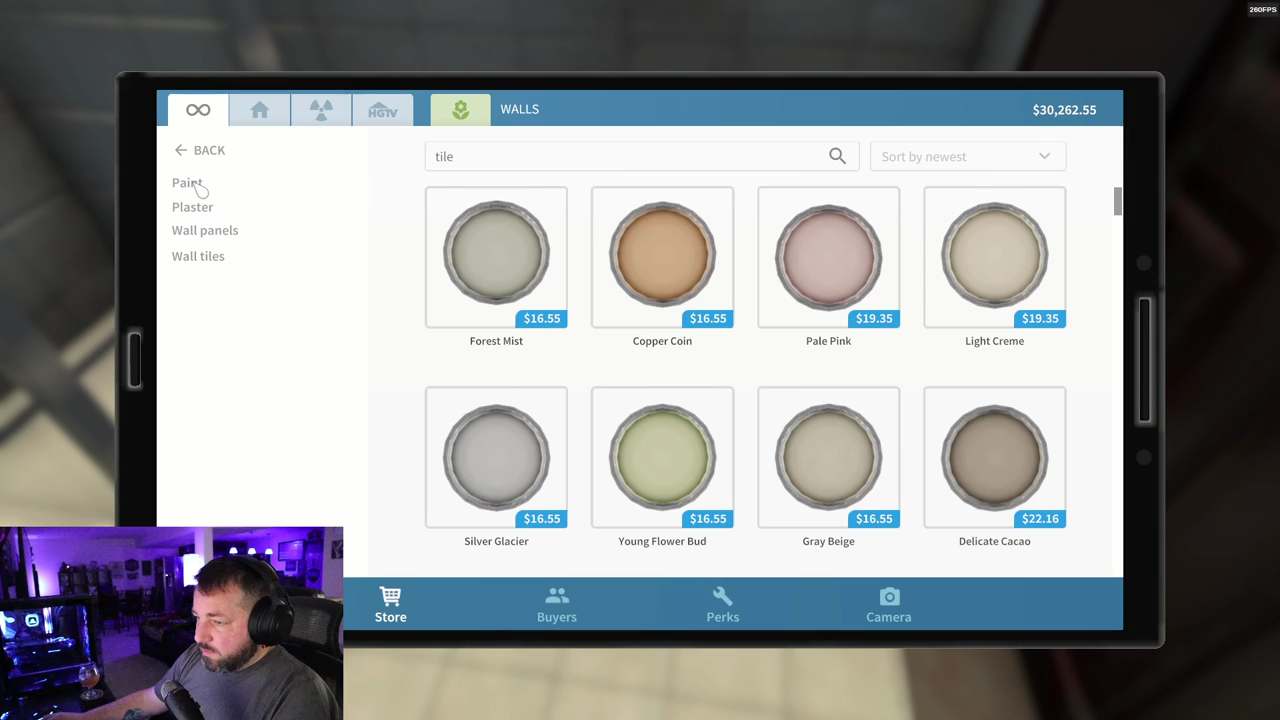 260FPS
HGTV
WALLS
$30,262.55
BACK
tile
Sort by newest
Paint
Plaster
Wall panels
Wall tiles
$16.55
$16.55
$19.35
$19.35
Forest Mist
Copper Coin
Pale Pink
Light Creme
$16.55
$16.55
$16.55
$22.16
Silver Glacier
Young Flower Bud
Gray Beige
Delicate Cacao
Store
Buyers
Perks
Camera